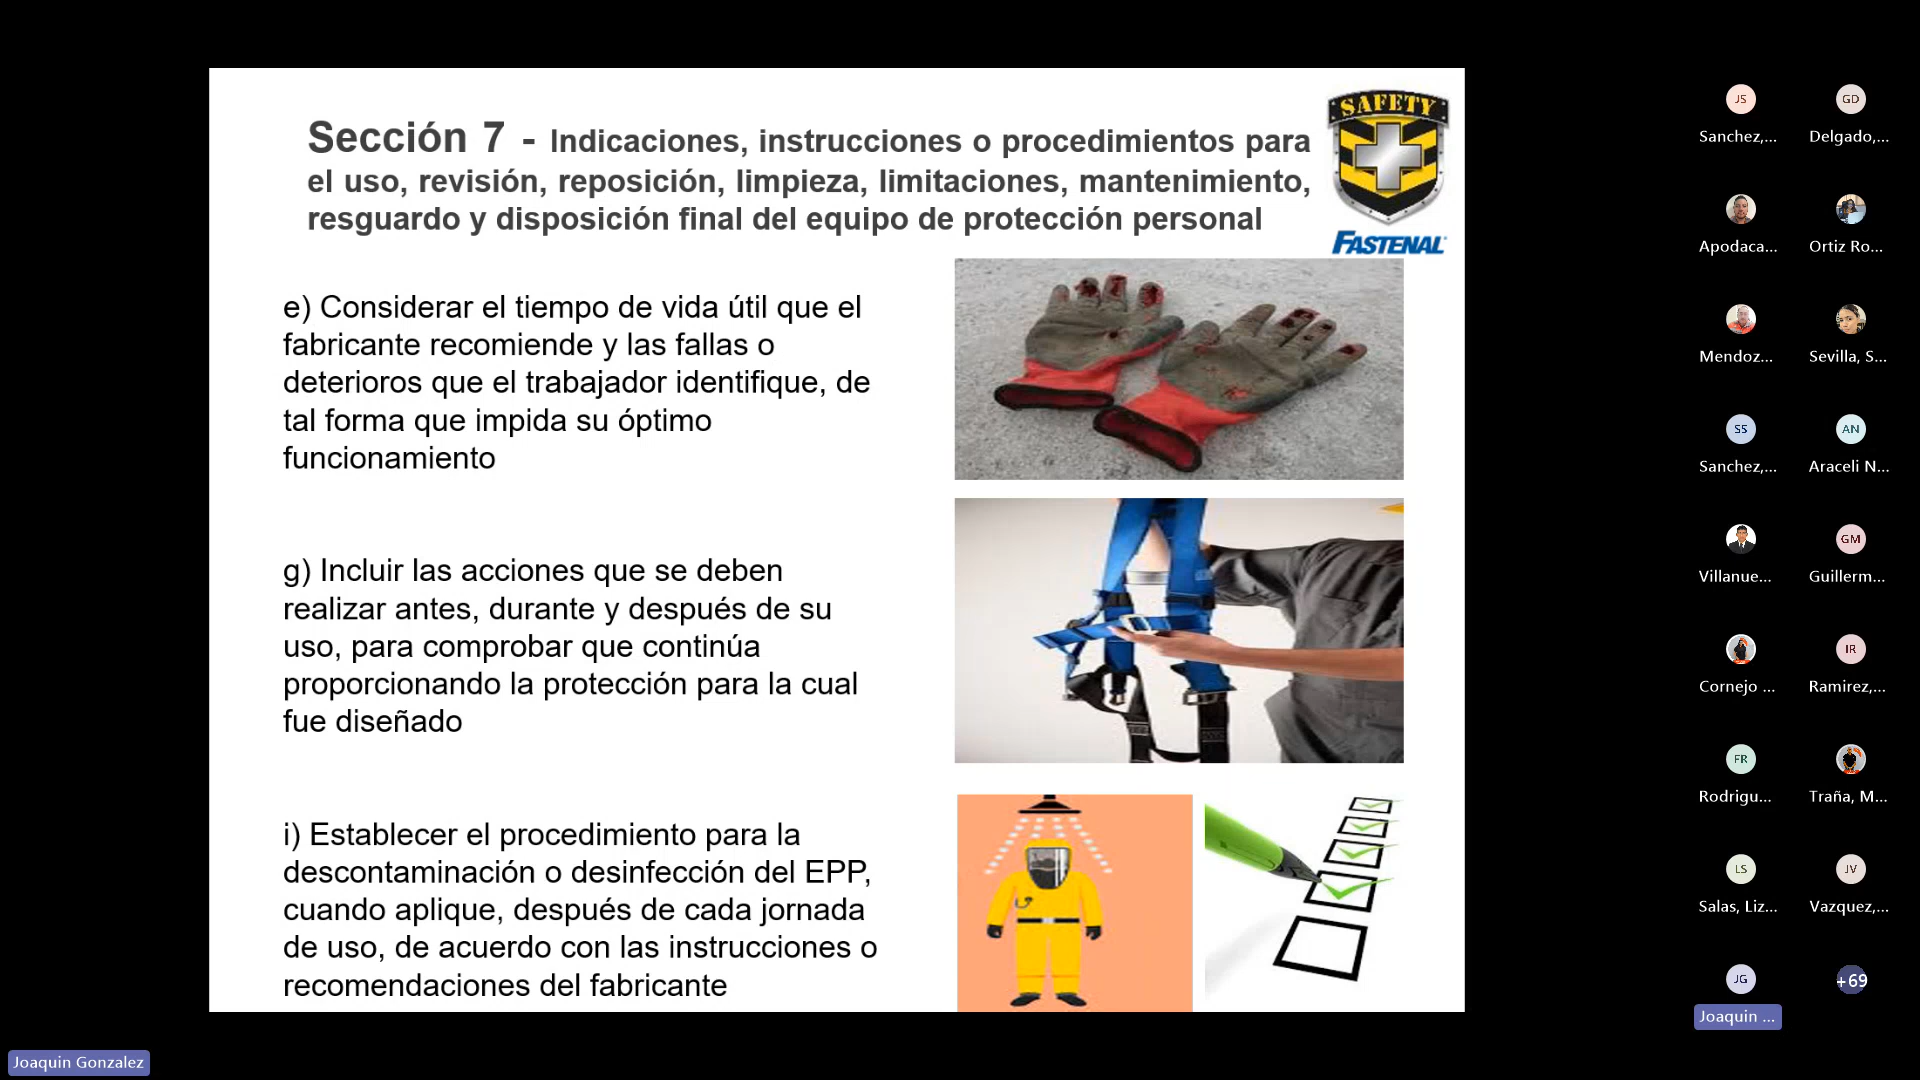 Sección 7 - Indicaciones, instrucciones o procedimientos para
el uso, revisión, reposición, limpieza, limitaciones, mantenimiento,
resguardo y disposición final del equipo de protección personal
SAFETY
FASTENAL
e) Considerar el tiempo de vida útil que el
fabricante recomiende y las fallas o
deterioros que el trabajador identifique, de
tal forma que impida su óptimo
funcionamiento
g) Incluir las acciones que se deben
realizar antes, durante y después de su
uso, para comprobar que continúa
proporcionando la protección para la cual
fue diseñado
i) Establecer el procedimiento para la
descontaminación o desinfección del EPP,
cuando aplique, después de cada jornada
de uso, de acuerdo con las instrucciones o
recomendaciones del fabricante
JS
GD
Sanchez,...
Delgado,...
Apodaca...
Ortiz Ro...
Mendoz...
Sevilla, S...
SS
AN
Sanchez,...
Araceli N...
GM
Villanue...
Guillerm...
IR
Cornejo ...
Ramirez,...
FR
Rodrigu...
Traña, M...
LS
JV
Salas, Liz...
Vazquez,...
JG
+69
Joaquin ...
Joaquin Gonzalez